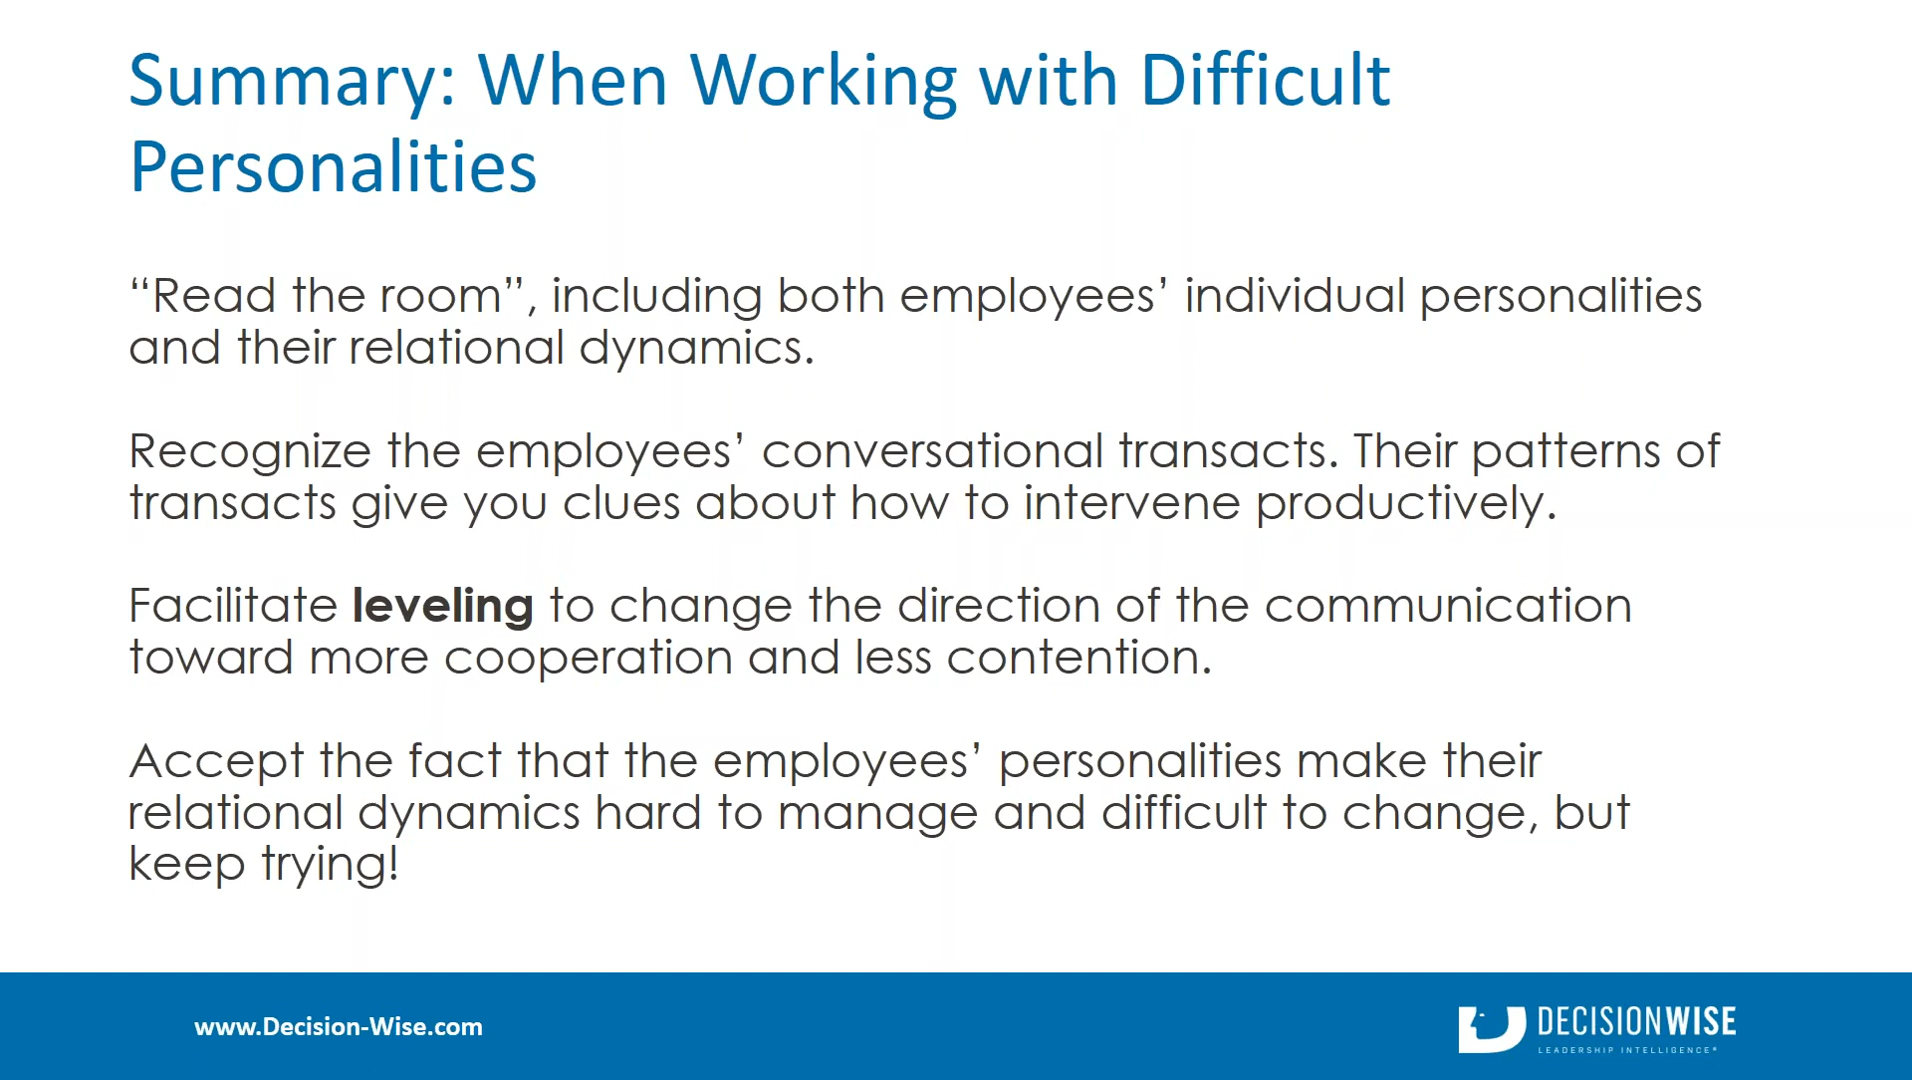 Summary: When Working with Difficult
Personalities
“Read the room”, including both employees’ individual personalities
and their relational dynamics.
Recognize the employees’ conversational transacts. Their patterns of
transacts give you clues about how to intervene productively.
Facilitate leveling to change the direction of the communication
toward more cooperation and less contention.
Accept the fact that the employees’ personalities make their
relational dynamics hard to manage and difficult to change, but
keep trying!
www.Decision-Wise.com
DECISIONWISE
LEADERSHIP INTELLIGENCE®